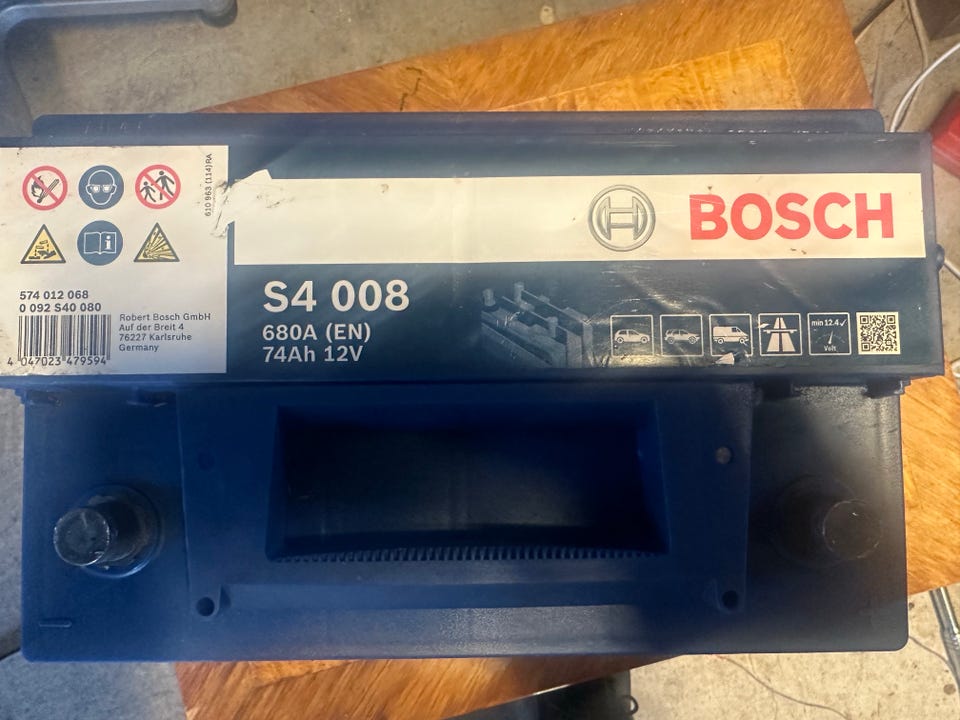 610 963 (114)RA
BOSCH
574 012 068
0 092 S40 080
4 047023 479594
Robert Bosch GmbH
Auf der Breit 4
76227 Karlsruhe
Germany
S4 008
680A (EN)
74Ah 12V
min 12.4
Volt